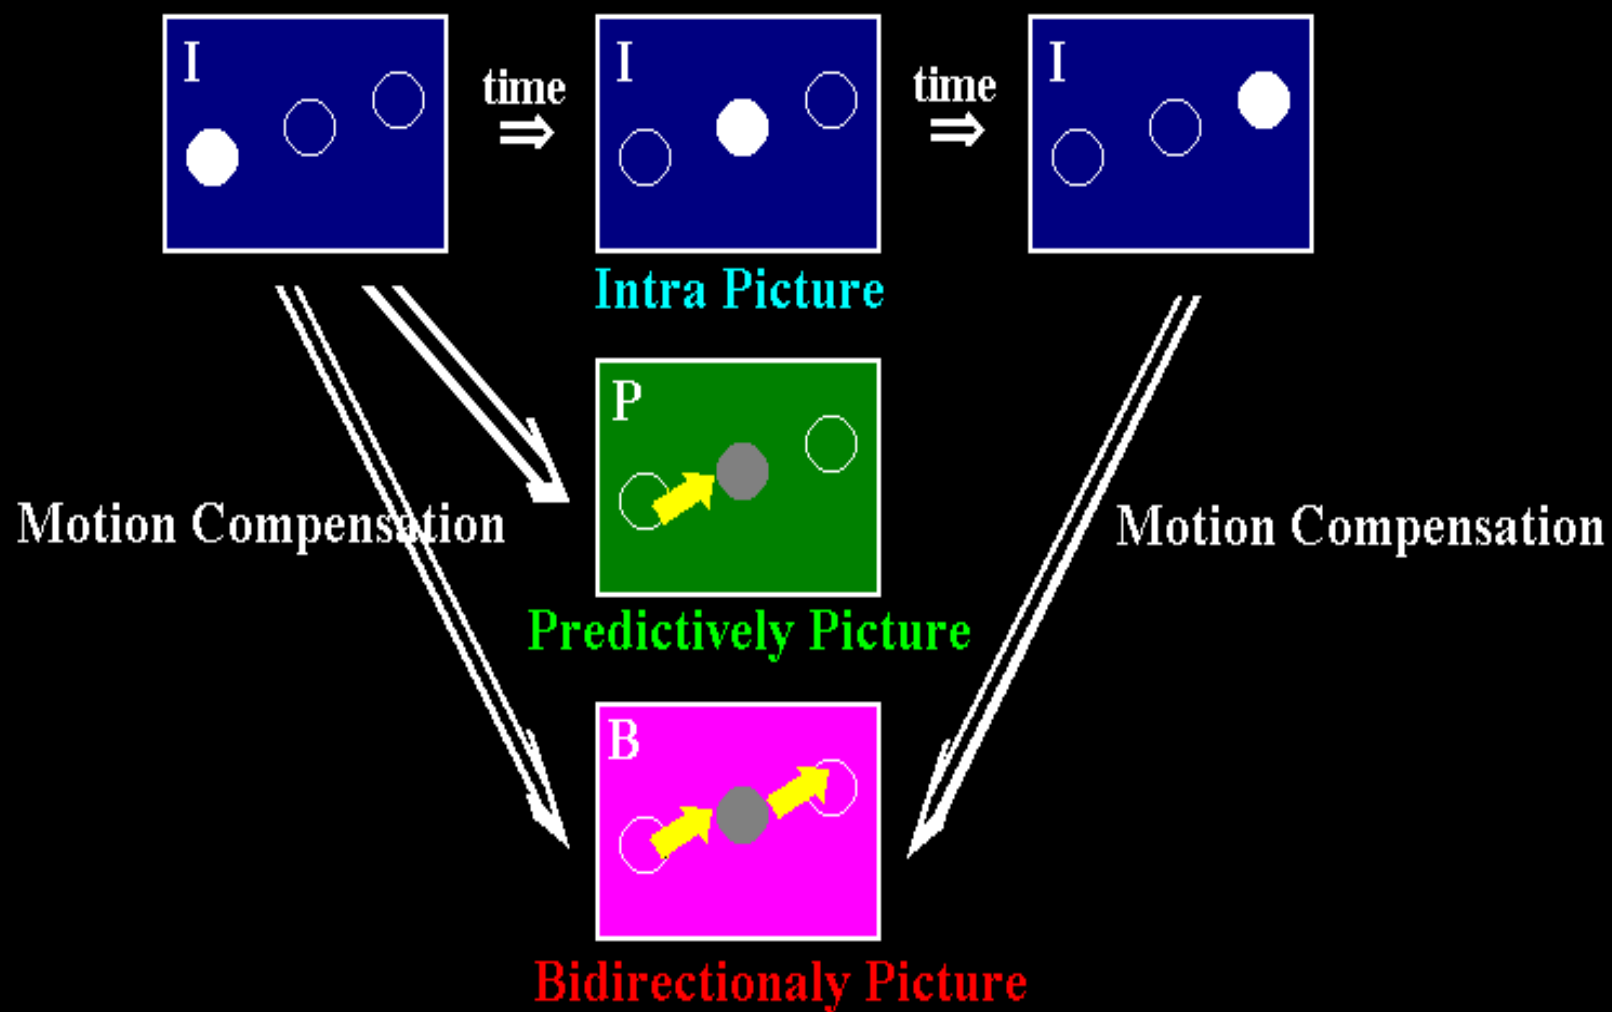 I
time
I
time
I
Intra Picture
P
Motion Compensation
Motion Compensation
Predictively Picture
B
Bidirectionaly Picture